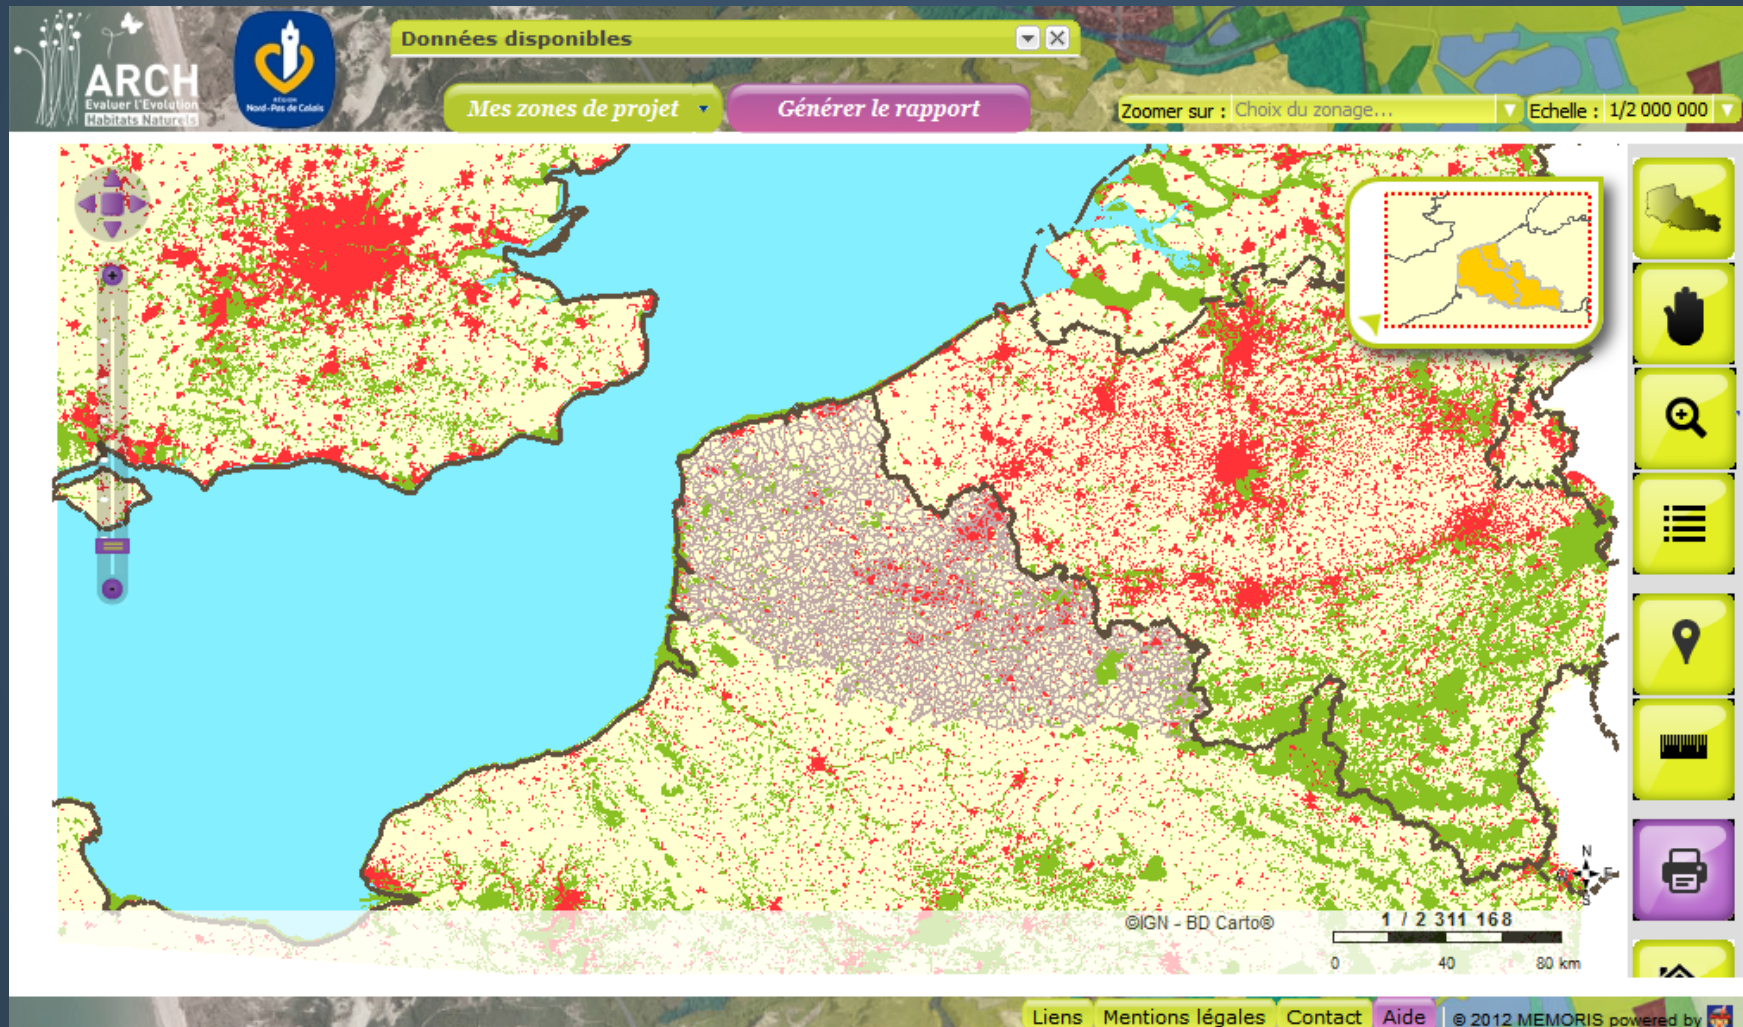 ARCH
Evaluer l'Evolution
Habitats Naturels
RÉGION
Nord-Pas de Calais
Données disponibles
Mes zones de projet
Générer le rapport
Zoomer sur : Choix du zonage...
Echelle : 1/2 000 000
©IGN - BD Carto®
1 / 2 311 168
0 40 80 km
N
E
S
Liens Mentions légales Contact Aide © 2012 MEMORIS powered by